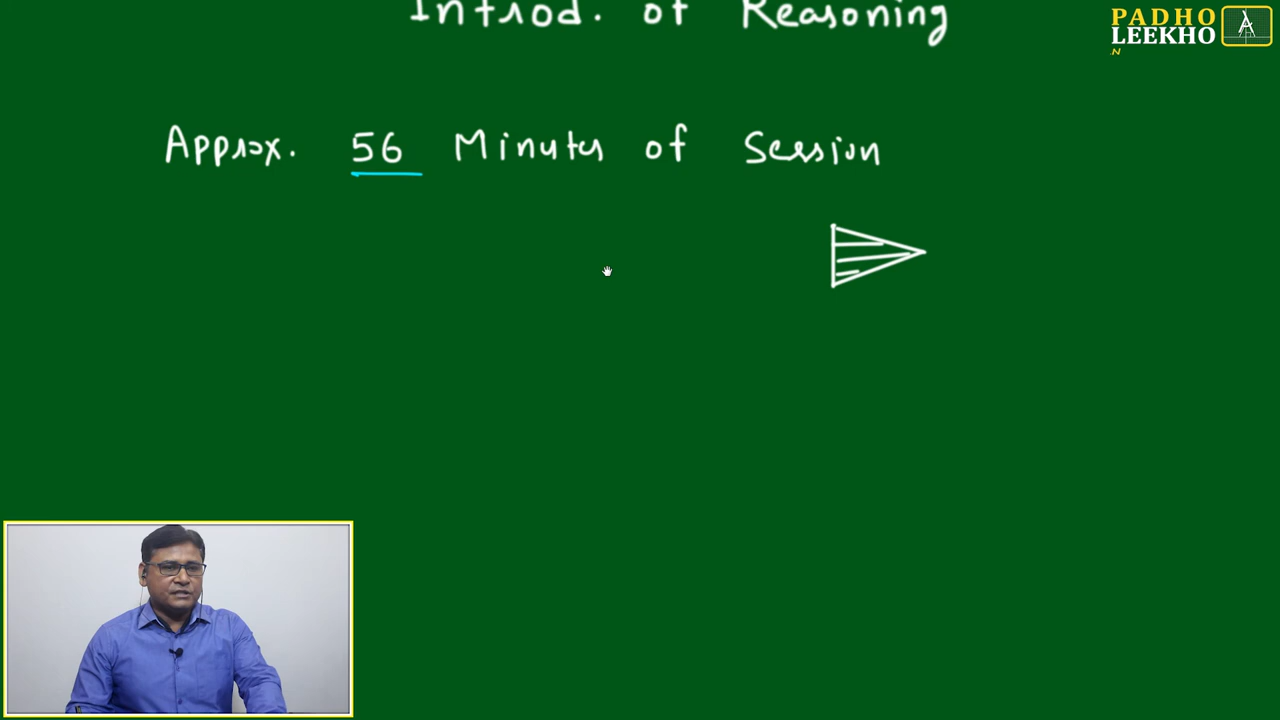 Introd. of Reasoning
PADHO
LEEKHO
N
Approx. 56 Minutes of Session